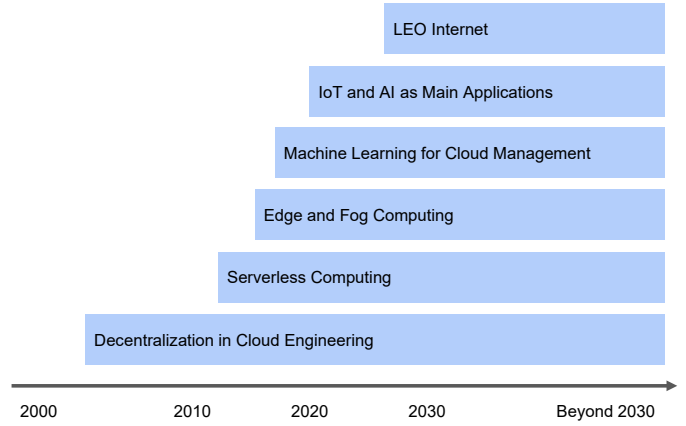 LEO Internet
IoT and AI as Main Applications
Machine Learning for Cloud Management
Edge and Fog Computing
Serverless Computing
Decentralization in Cloud Engineering
2000 2010 2020 2030 Beyond 2030